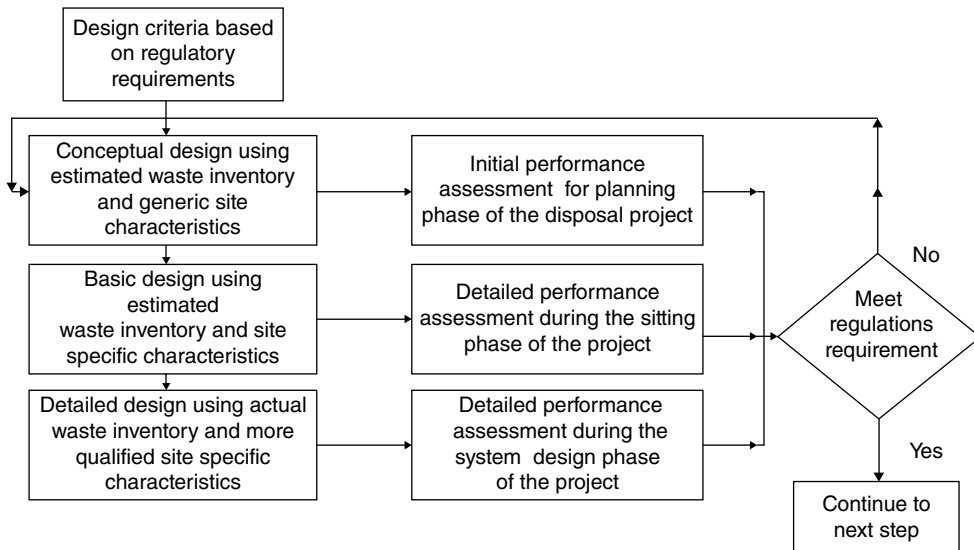 Design criteria based
on regulatory
requirements
Conceptual design using
estimated waste inventory
and generic site
characteristics
Initial performance
assessment for planning
phase of the disposal project
Basic design using
estimated
waste inventory and site
specific characteristics
Detailed performance
assessment during the sitting
phase of the project
Detailed design using actual
waste inventory and more
qualified site specific
characteristics
Detailed performance
assessment during the
system design phase
of the project
Meet
regulations
requirement
No
Yes
Continue to
next step